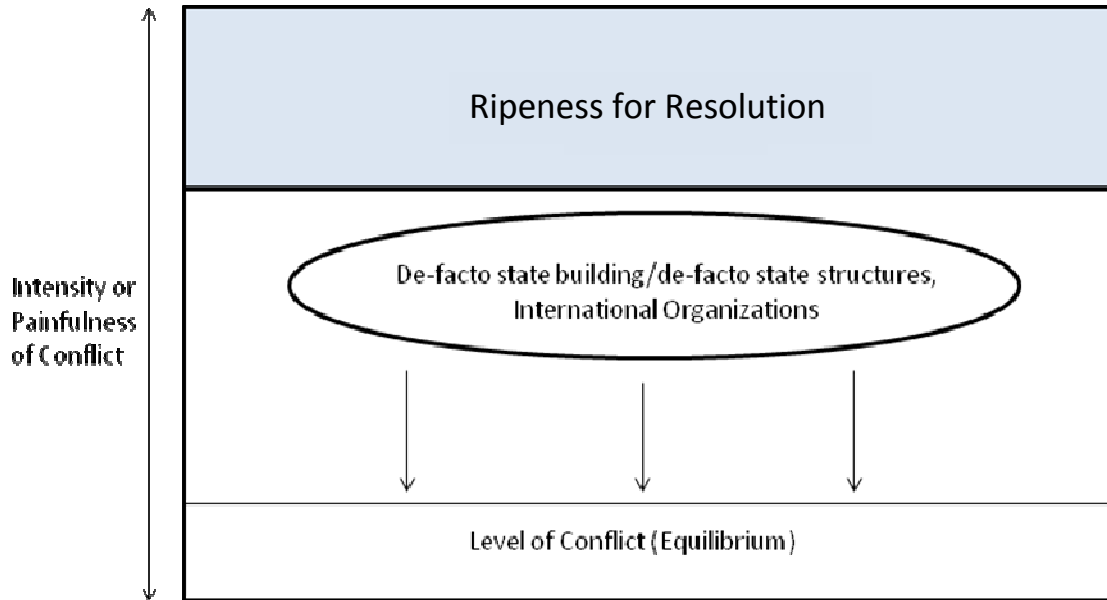 Ripeness for Resolution
De-facto state building/de-facto state structures,
International Organizations
Intensity or
Painfulness
of Conflict
Level of Conflict (Equilibrium)